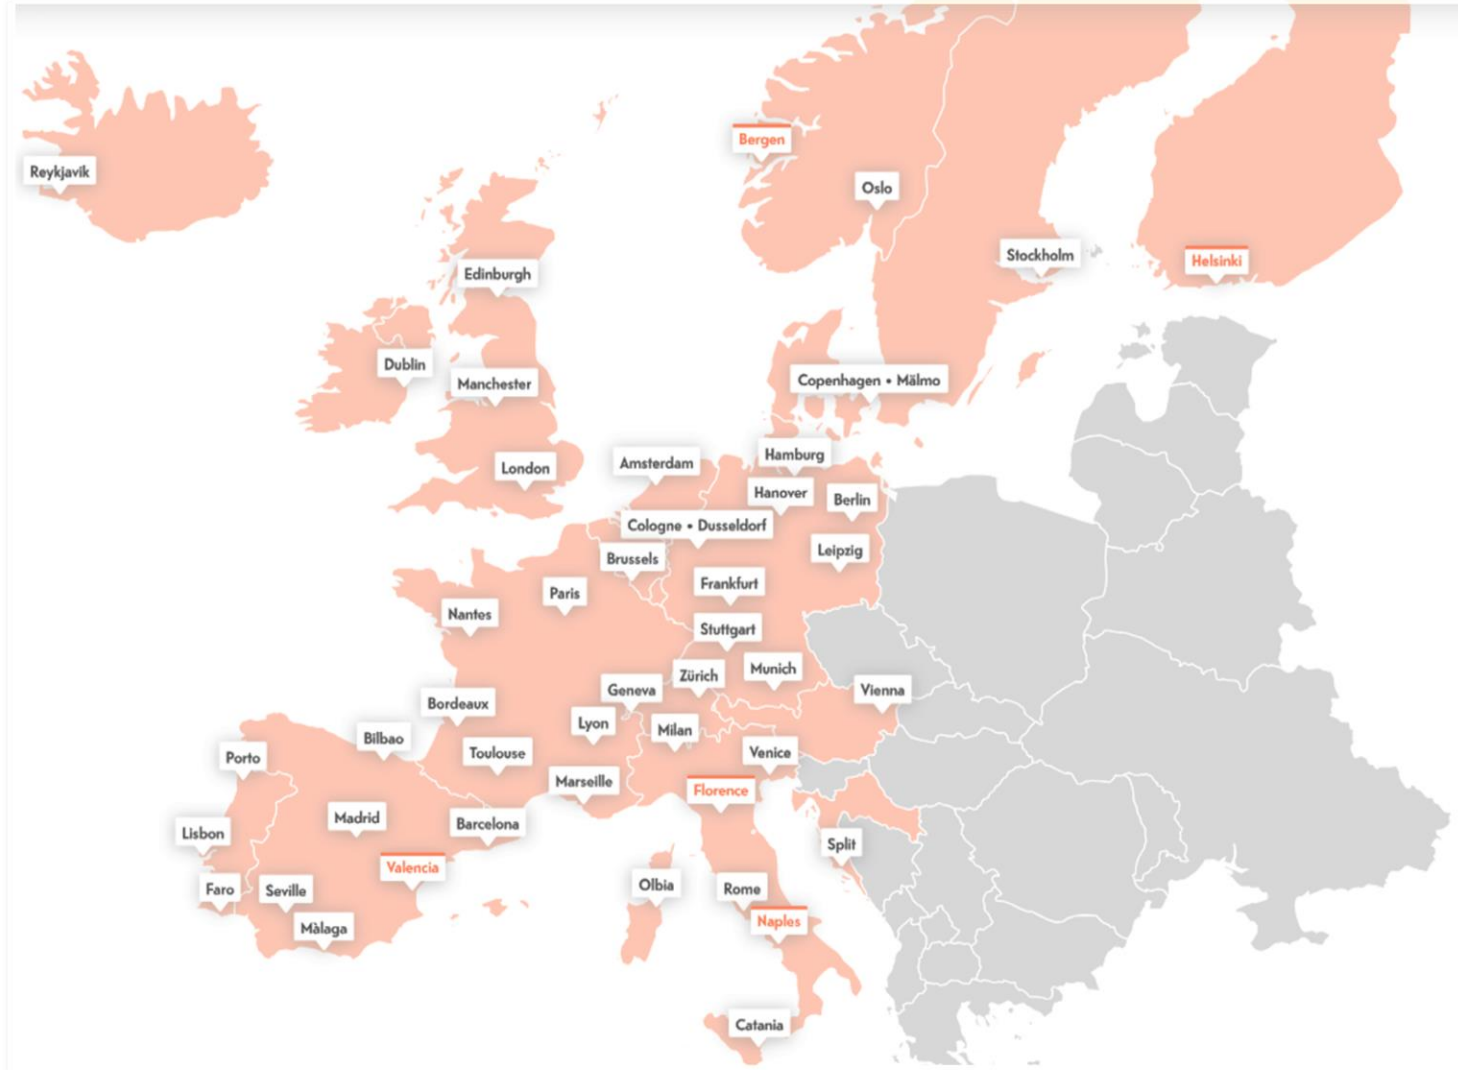 Bergen
Reykjavik
Oslo
Stockholm
Helsinki
Edinburgh
Dublin
Manchester
Copenhagen • Mälmo
London
Amsterdam
Hamburg
Hanover
Berlin
Cologne • Dusseldorf
Brussels
Leipzig
Paris
Frankfurt
Nantes
Stuttgart
Zürich
Munich
Geneva
Vienna
Bordeaux
Lyon
Milan
Bilbao
Toulouse
Venice
Porto
Marseille
Florence
Madrid
Barcelona
Lisbon
Split
Valencia
Faro
Seville
Olbia
Rome
Màlaga
Naples
Catania